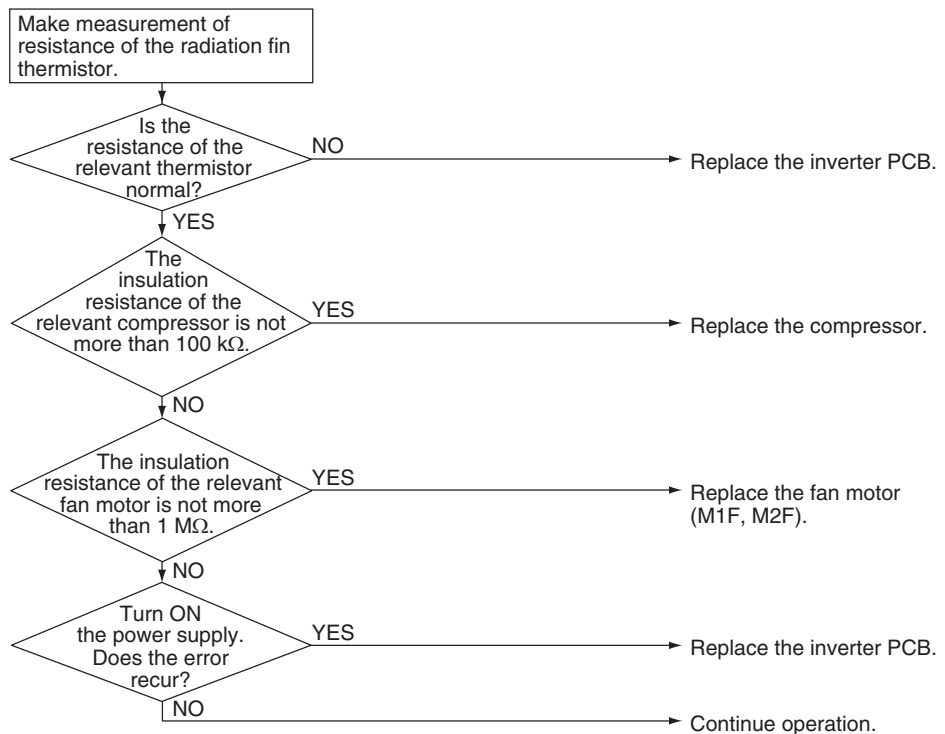 Make measurement of
resistance of the radiation fin
thermistor.
Is the
resistance of the
relevant thermistor
normal?
NO
Replace the inverter PCB.
YES
The
insulation
resistance of the
relevant compressor is not
more than 100 kΩ.
YES
Replace the compressor.
NO
The insulation
resistance of the relevant
fan motor is not more
than 1 MΩ.
YES
Replace the fan motor
(M1F, M2F).
NO
Turn ON
the power supply.
Does the error
recur?
YES
Replace the inverter PCB.
NO
Continue operation.